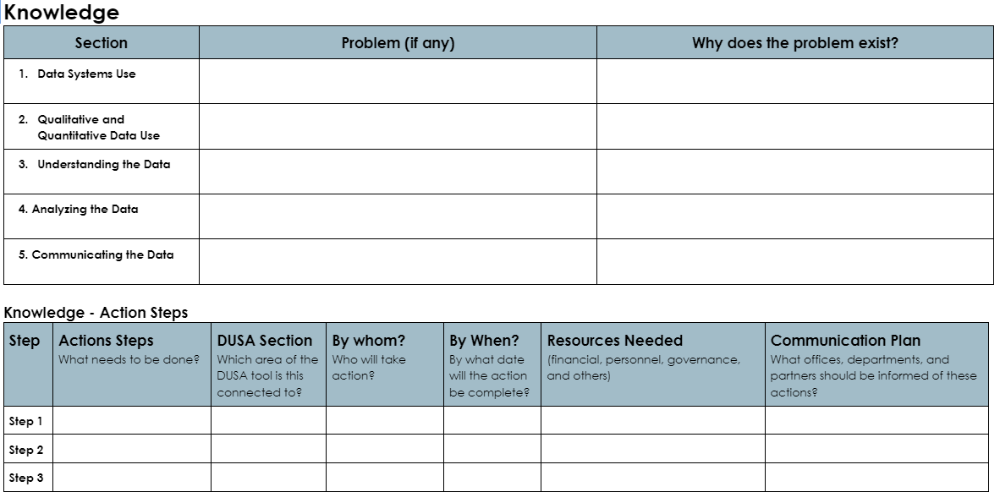 Knowledge
Section Problem (if any) Why does the problem exist?
1. Data Systems Use
2. Qualitative and
Quantitative Data Use
3. Understanding the Data
4. Analyzing the Data
5. Communicating the Data
Knowledge - Action Steps
Step
Actions Steps
What needs to be done?
DUSA Section
Which area of the
DUSA tool is this
connected to?
By whom?
Who will take
action?
By When?
By what date
will the action
be complete?
Resources Needed
(financial, personnel, governance,
and others)
Communication Plan
What offices, departments, and
partners should be informed of these
actions?
Step 1
Step 2
Step 3